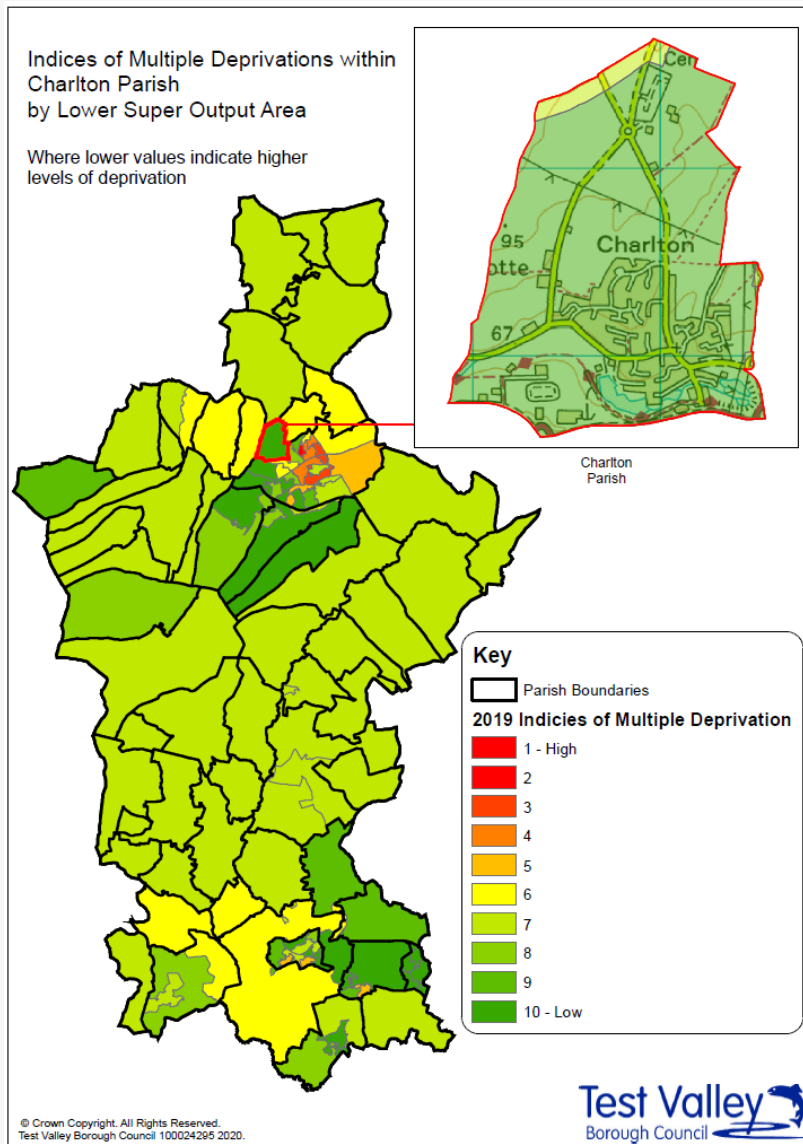 Indices of Multiple Deprivations within
Charlton Parish
by Lower Super Output Area
Where lower values indicate higher
levels of deprivation
Cer
95
otte
Charlton
67
Charlton
Parish
Key
Parish Boundaries
2019 Indicies of Multiple Deprivation
1 - High
2
3
4
5
6
7
8
9
10 - Low
© Crown Copyright. All Rights Reserved.
Test Valley Borough Council 100024295 2020.
Test Valley
Borough Council